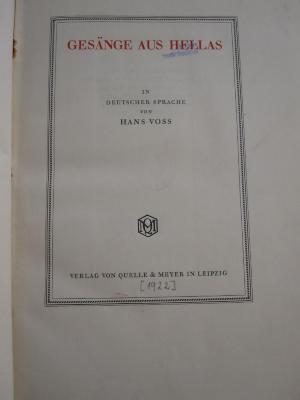 GESÄNGE AUS HELLAS
IN
DEUTSCHER SPRACHE
VON
HANS VOSS
VERLAG VON QUELLE & MEYER IN LEIPZIG
[1922]